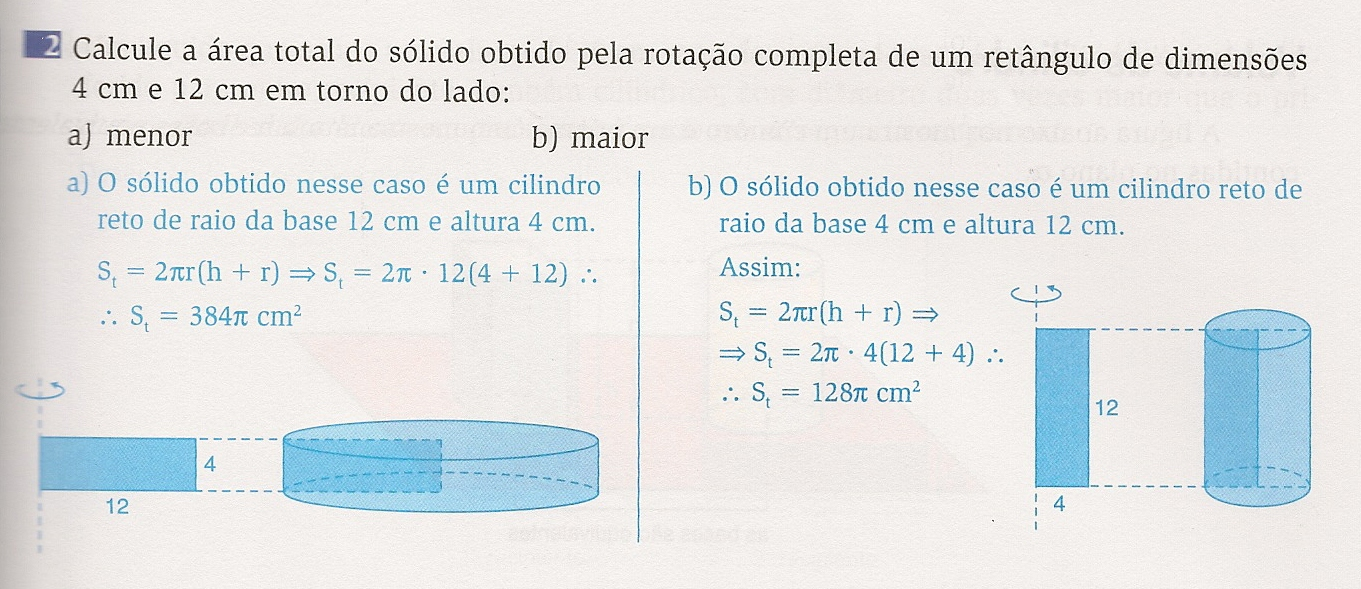 2 Calcule a área total do sólido obtido pela rotação completa de um retângulo de dimensões
4 cm e 12 cm em torno do lado:
a) menor
b) maior
a) O sólido obtido nesse caso é um cilindro
reto de raio da base 12 cm e altura 4 cm.
Sₜ = 2πr(h + r) ⇒ Sₜ = 2π · 12(4 + 12) ∴
∴ Sₜ = 384π cm²
4
12
b) O sólido obtido nesse caso é um cilindro reto de
raio da base 4 cm e altura 12 cm.
Assim:
Sₜ = 2πr(h + r) ⇒
⇒ Sₜ = 2π · 4(12 + 4) ∴
∴ Sₜ = 128π cm²
12
4